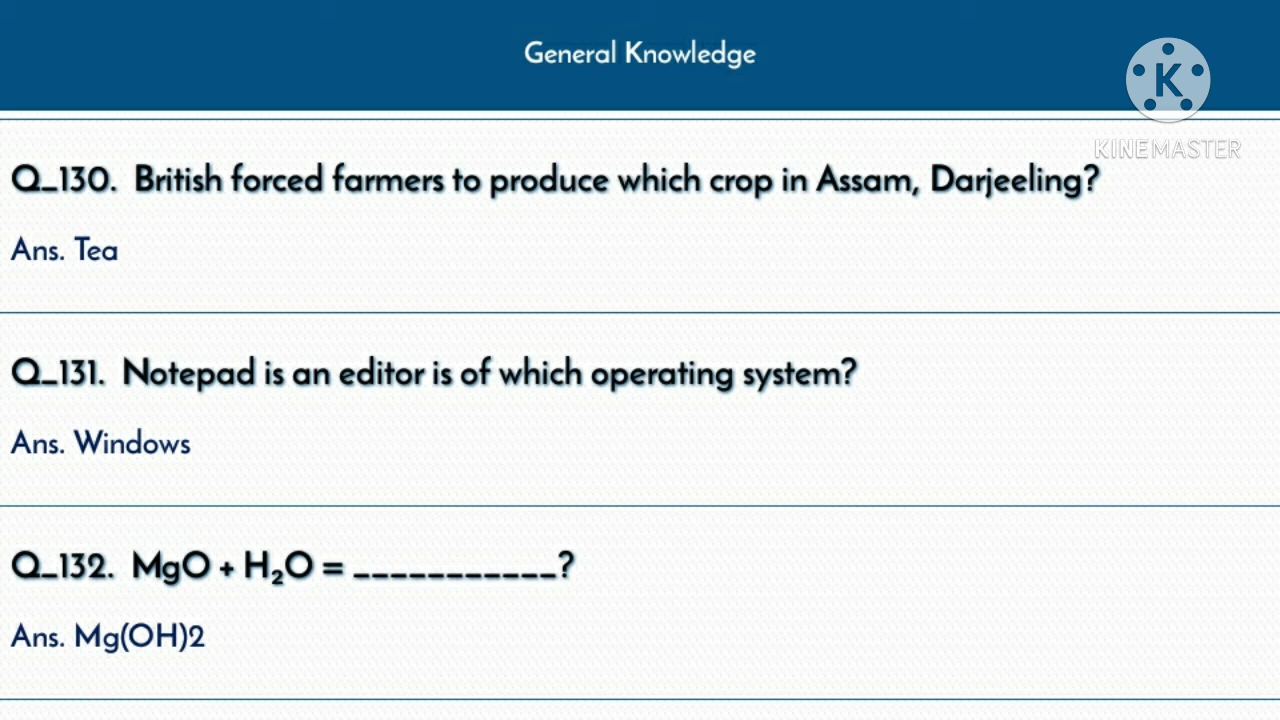 General Knowledge
K
KINEMASTER
Q_130. British forced farmers to produce which crop in Assam, Darjeeling?
Ans. Tea
Q_131. Notepad is an editor is of which operating system?
Ans. Windows
Q_132. MgO + H₂O = ___________?
Ans. Mg(OH)2